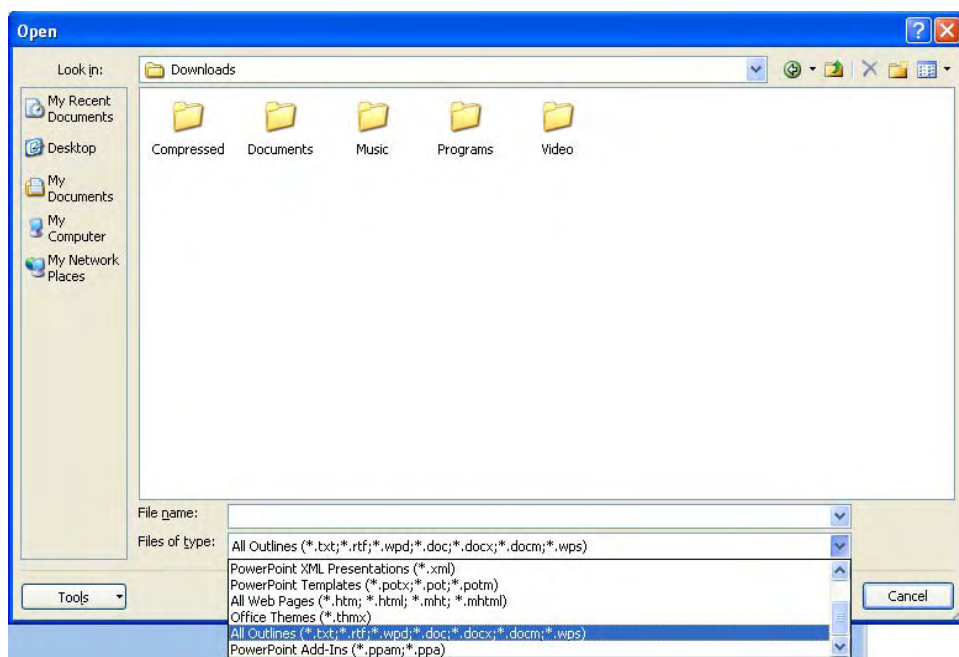 Open
Look in:
Downloads
My Recent
Documents
Desktop
My
Documents
My
Computer
My Network
Places
Compressed
Documents
Music
Programs
Video
File name:
Files of type:
All Outlines (*.txt;*.rtf;*.wpd;*.doc;*.docx;*.docm;*.wps)
PowerPoint XML Presentations (*.xml)
PowerPoint Templates (*.potx;*.pot;*.potm)
All Web Pages (*.htm; *.html; *.mht; *.mhtml)
Office Themes (*.thmx)
All Outlines (*.txt;*.rtf;*.wpd;*.doc;*.docx;*.docm;*.wps)
PowerPoint Add-Ins (*.ppam;*.ppa)
Tools
Cancel